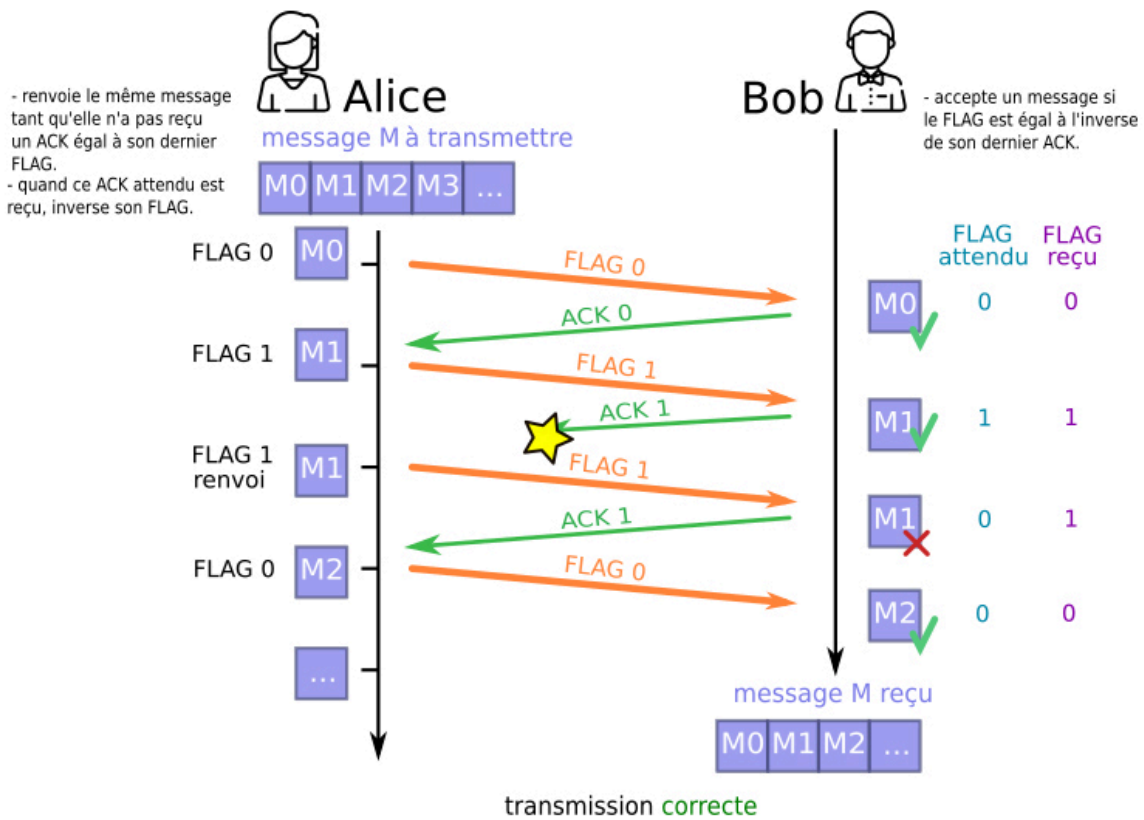 Alice
Bob
- renvoie le même message
tant qu'elle n'a pas reçu
un ACK égal à son dernier
FLAG.
- quand ce ACK attendu est
reçu, inverse son FLAG.
- accepte un message si
le FLAG est égal à l'inverse
de son dernier ACK.
message M à transmettre
M0 M1 M2 M3 ...
FLAG attendu
FLAG reçu
FLAG 0 M0
FLAG 0
M0 0 0
ACK 0
FLAG 1 M1
FLAG 1
M1 1 1
ACK 1
FLAG 1
renvoi
M1
FLAG 1
M1 0 1
ACK 1
FLAG 0 M2
FLAG 0
M2 0 0
...
message M reçu
M0 M1 M2 ...
transmission correcte